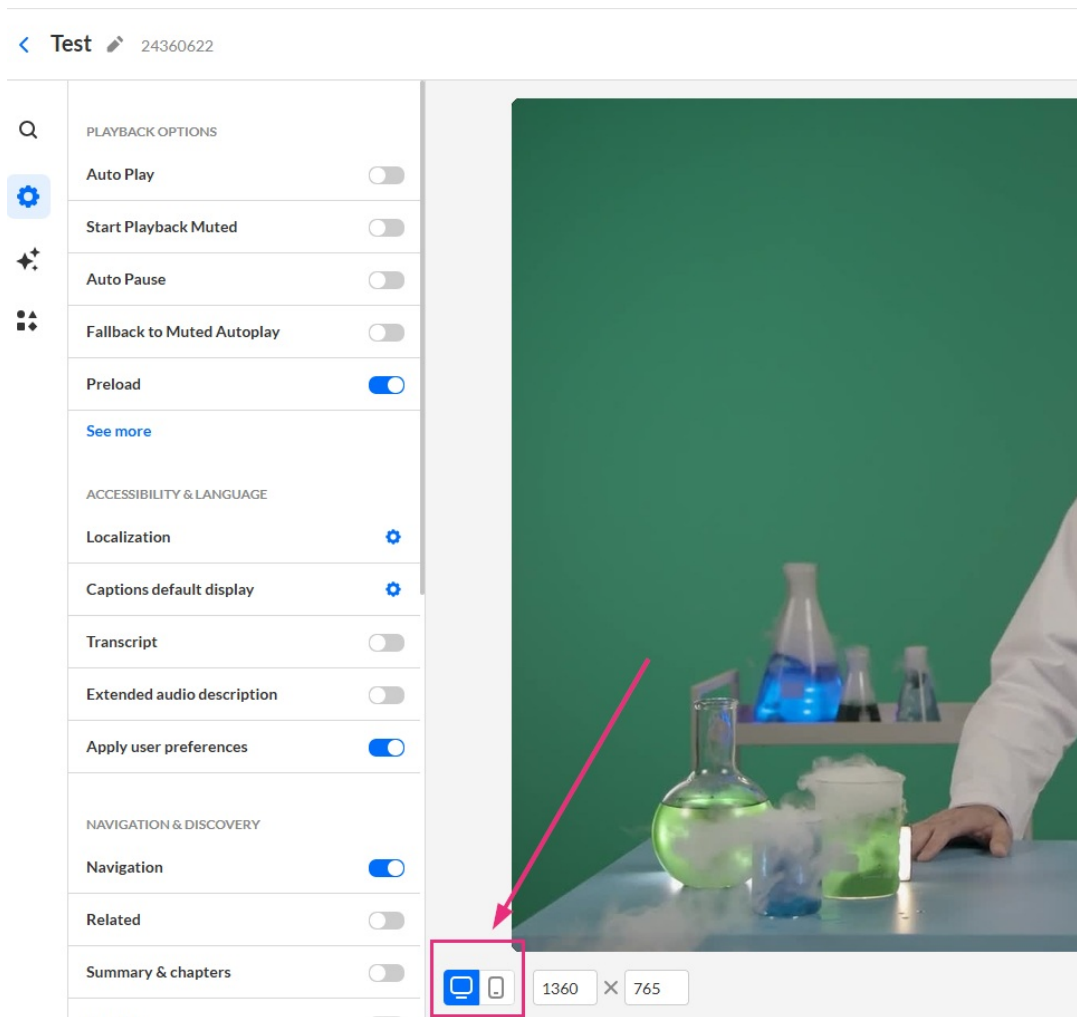 Test 24360622
PLAYBACK OPTIONS
Auto Play
Start Playback Muted
Auto Pause
Fallback to Muted Autoplay
Preload
See more
ACCESSIBILITY & LANGUAGE
Localization
Captions default display
Transcript
Extended audio description
Apply user preferences
NAVIGATION & DISCOVERY
Navigation
Related
Summary & chapters
1360 × 765